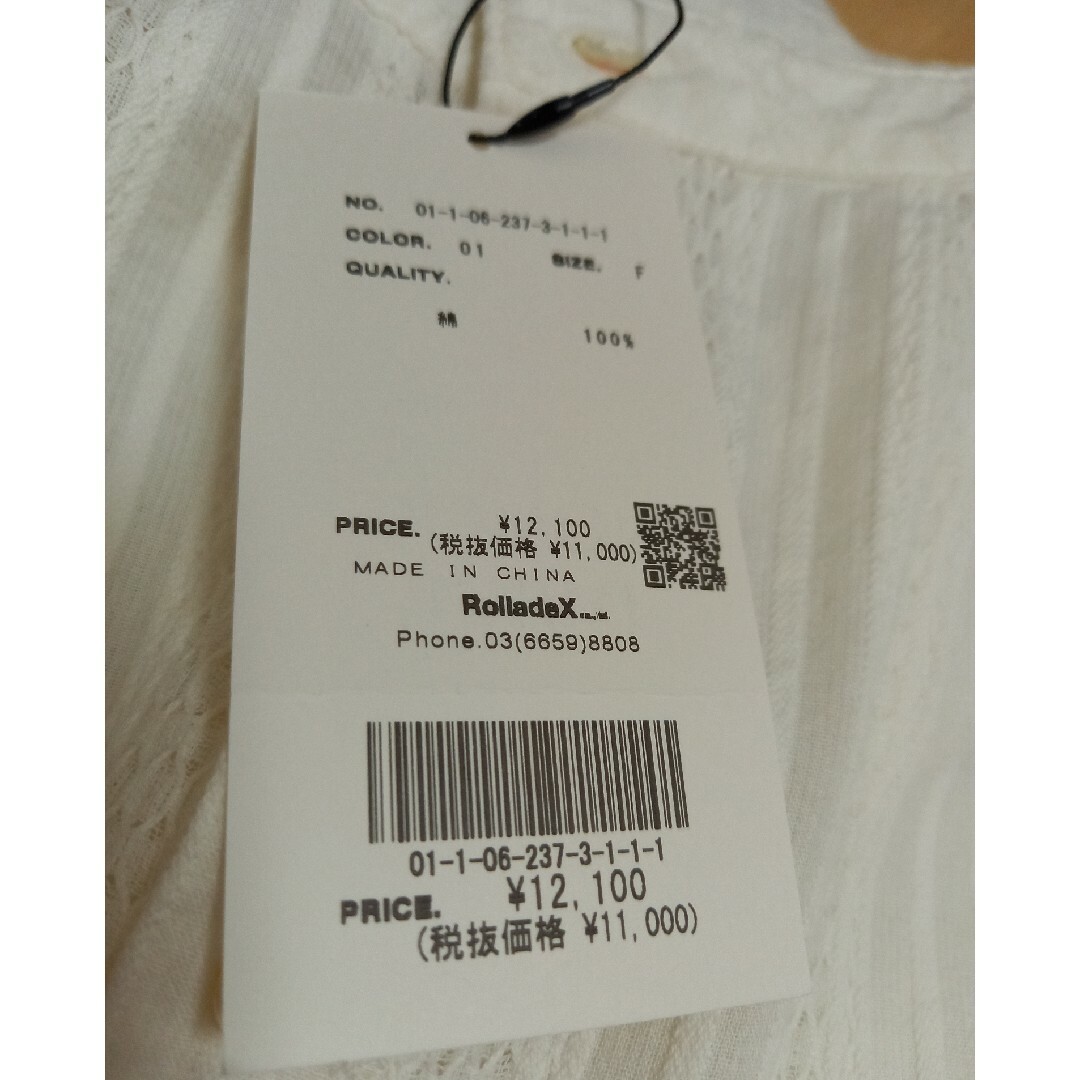 NO. 01-1-06-237-3-1-1-1
COLOR. 01 SIZE. F
QUALITY.
綿 100%
PRICE. ¥12,100
(税抜価格 ¥11,000)
MADE IN CHINA
RolladeX
Phone.03(6659)8808
01-1-06-237-3-1-1-1
PRICE. ¥12,100
(税抜価格 ¥11,000)